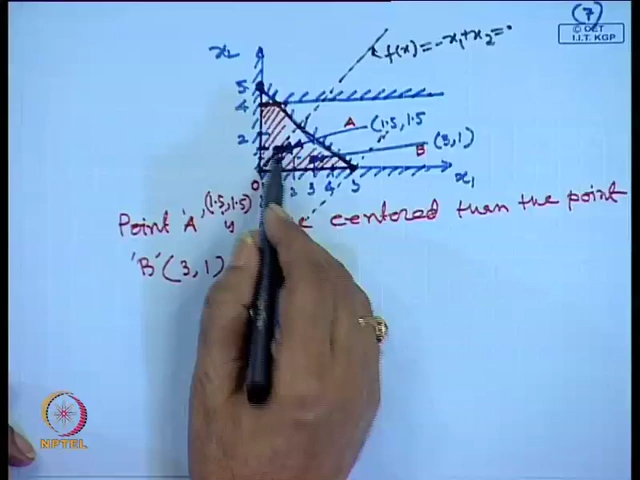 (7)
© CET
I.I.T. KGP
x2
f(x) = -x1+x2=0
5
4
A
(1.5, 1.5
2
B
(3, 1)
0
2
3
4
5
x1
Point 'A' (1.5, 1.5) centered than the point
'B' (3, 1)
NPTEL